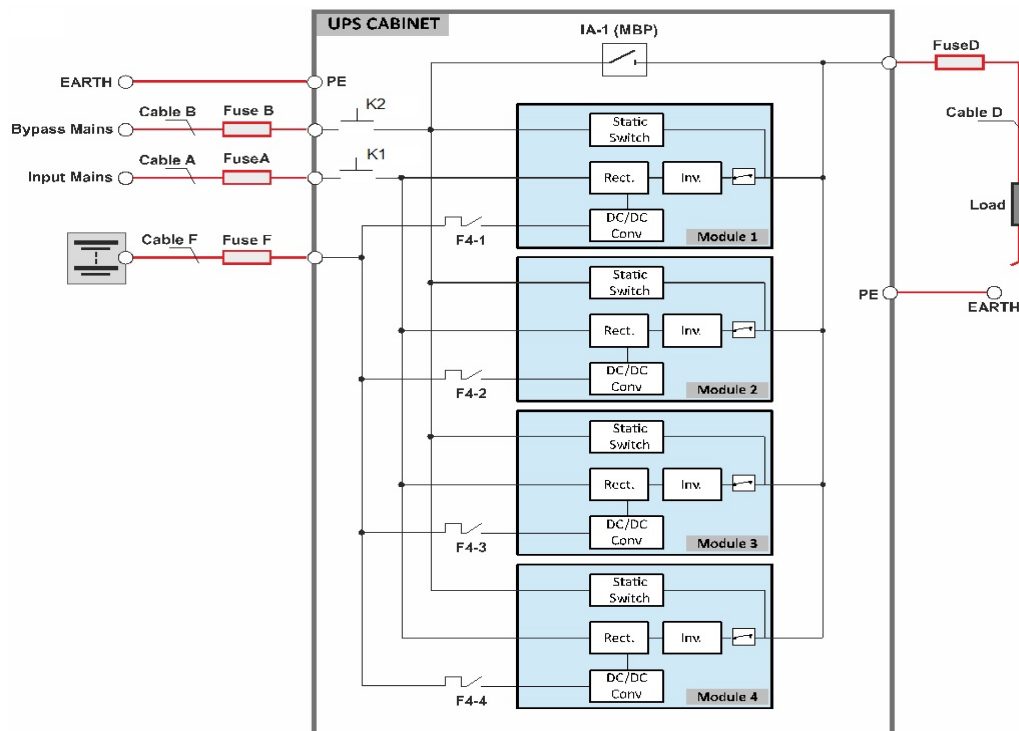 UPS CABINET
IA-1 (MBP)
FuseD
EARTH
PE
Cable B
Fuse B
K2
Bypass Mains
Cable D
Cable A
FuseA
K1
Input Mains
Static
Switch
Rect.
Inv.
DC/DC
Conv
F4-1
Module 1
Load
Cable F
Fuse F
Static
Switch
PE
EARTH
Rect.
Inv.
DC/DC
Conv
F4-2
Module 2
Static
Switch
Rect.
Inv.
DC/DC
Conv
F4-3
Module 3
Static
Switch
Rect.
Inv.
DC/DC
Conv
F4-4
Module 4